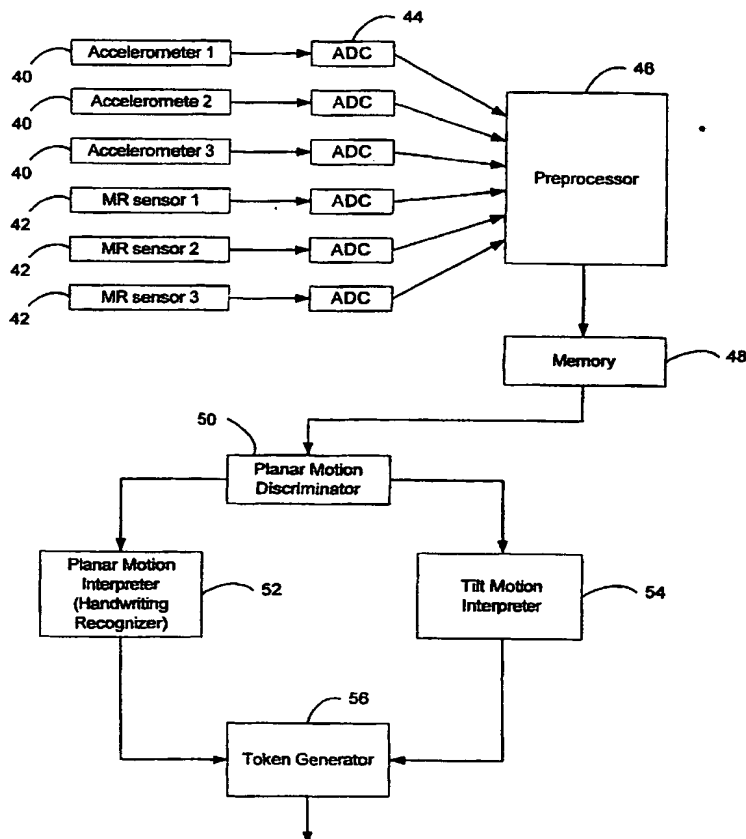 44
Accelerometer 1
ADC
46
40
Acceleromete 2
ADC
40
Accelerometer 3
ADC
Preprocessor
40
MR sensor 1
ADC
42
MR sensor 2
ADC
42
MR sensor 3
ADC
42
Memory
48
50
Planar Motion
Discriminator
Planar Motion
Interpreter
(Handwriting
Recognizer)
52
Tilt Motion
Interpreter
54
56
Token Generator